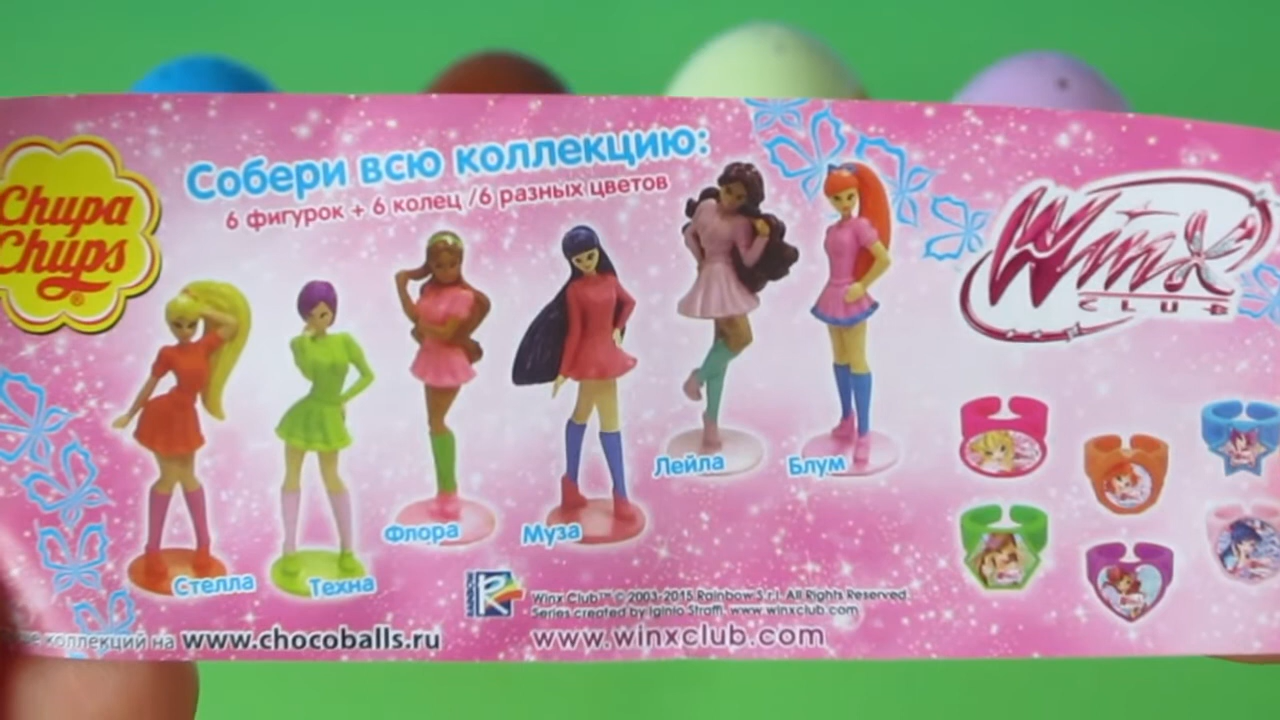 Chupa
Chups
®
Собери всю коллекцию:
6 фигурок + 6 колец /6 разных цветов
WinX
CLUB
Лейла
Блум
Флора
Муза
Стелла
Техна
RAINBOW
Winx Club™ © 2003-2015 Rainbow S.r.l. All Rights Reserved.
Series created by Iginio Straffi. www.winxclub.com
коллекций на www.chocoballs.ru
www.winxclub.com